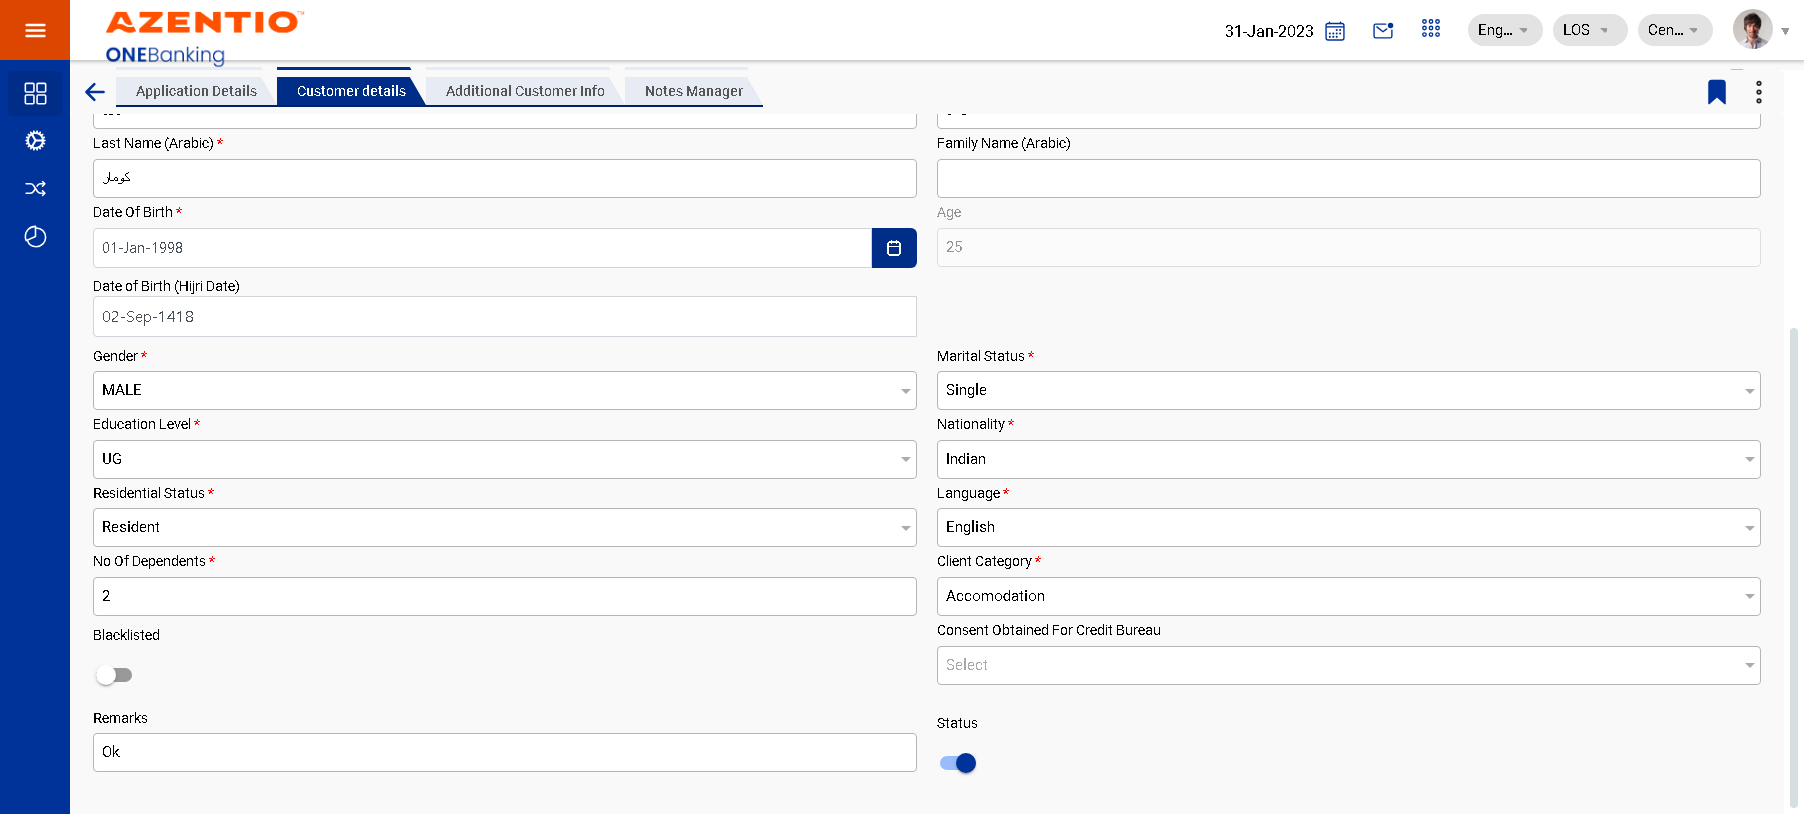 AZENTIO™
ONEBanking
31-Jan-2023
Eng...
LOS
Cen...
Application Details
Customer details
Additional Customer Info
Notes Manager
Last Name (Arabic) *
Family Name (Arabic)
كومار
Date Of Birth *
Age
01-Jan-1998
25
Date of Birth (Hijri Date)
02-Sep-1418
Gender *
Marital Status *
MALE
Single
Education Level *
Nationality *
UG
Indian
Residential Status *
Language *
Resident
English
No Of Dependents *
Client Category *
2
Accomodation
Blacklisted
Consent Obtained For Credit Bureau
Select
Remarks
Status
Ok